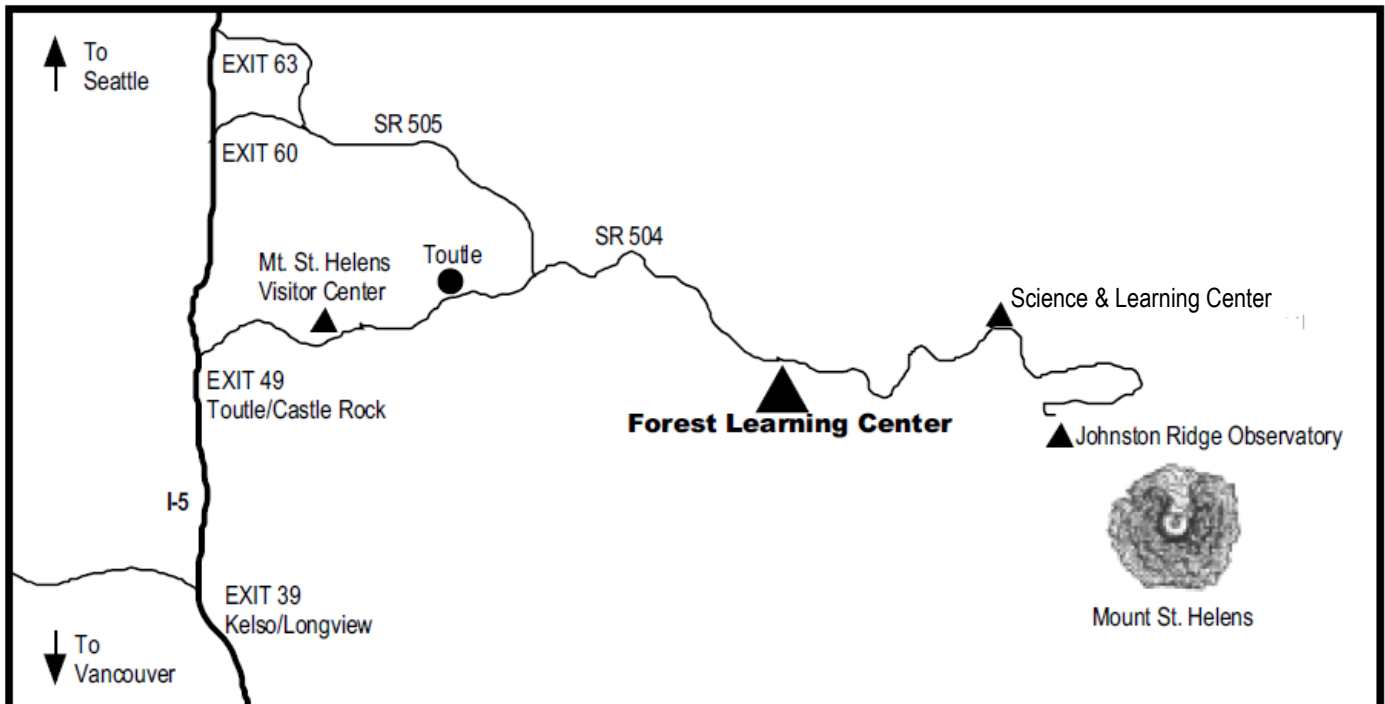 To
Seattle
EXIT 63
SR 505
EXIT 60
SR 504
Toutle
Mt. St. Helens
Visitor Center
Science & Learning Center
EXIT 49
Toutle/Castle Rock
Forest Learning Center
Johnston Ridge Observatory
I-5
EXIT 39
Kelso/Longview
Mount St. Helens
To
Vancouver